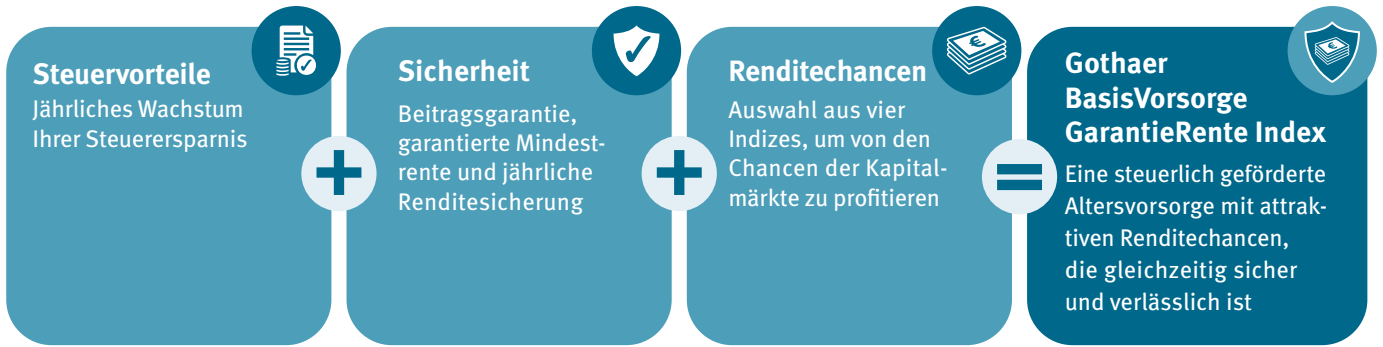 Steuervorteile
Jährliches Wachstum
Ihrer Steuerersparnis
+
Sicherheit
Beitragsgarantie,
garantierte Mindest-
rente und jährliche
Renditesicherung
+
Renditechancen
Auswahl aus vier
Indizes, um von den
Chancen der Kapital-
märkte zu profitieren
=
Gothaer
BasisVorsorge
GarantieRente Index
Eine steuerlich geförderte
Altersvorsorge mit attrak-
tiven Renditechancen,
die gleichzeitig sicher
und verlässlich ist